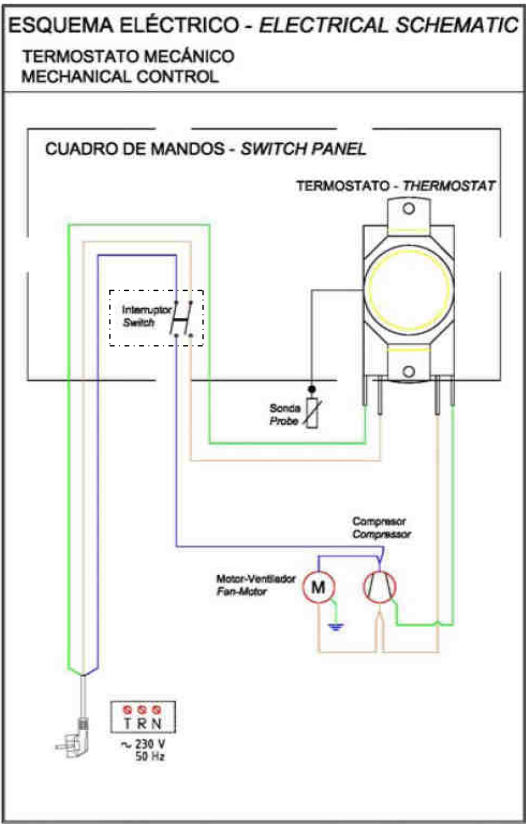 ESQUEMA ELÉCTRICO - ELECTRICAL SCHEMATIC
TERMOSTATO MECÁNICO
MECHANICAL CONTROL
CUADRO DE MANDOS - SWITCH PANEL
TERMOSTATO - THERMOSTAT
Interruptor
Switch
Sonda
Probe
Compresor
Compressor
Motor-Ventilador
Fan-Motor
M
T R N
~ 230 V
50 Hz